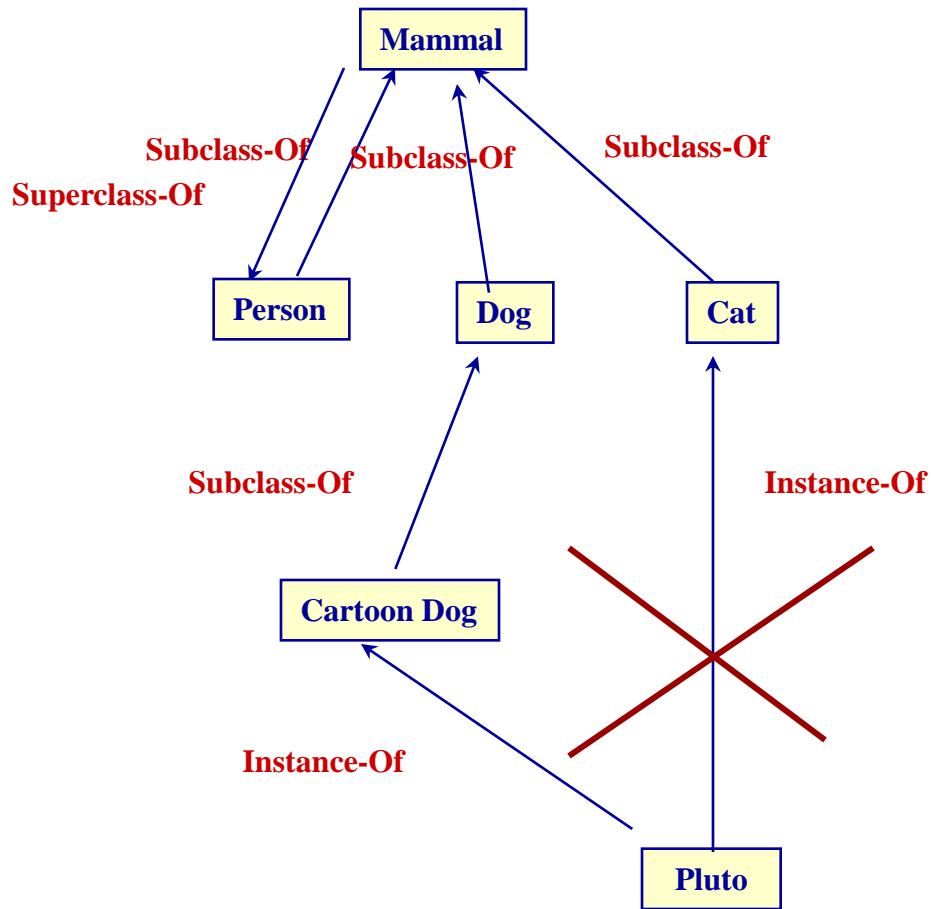 Mammal
Subclass-Of
Subclass-Of
Subclass-Of
Superclass-Of
Person
Dog
Cat
Subclass-Of
Instance-Of
Cartoon Dog
Instance-Of
Pluto